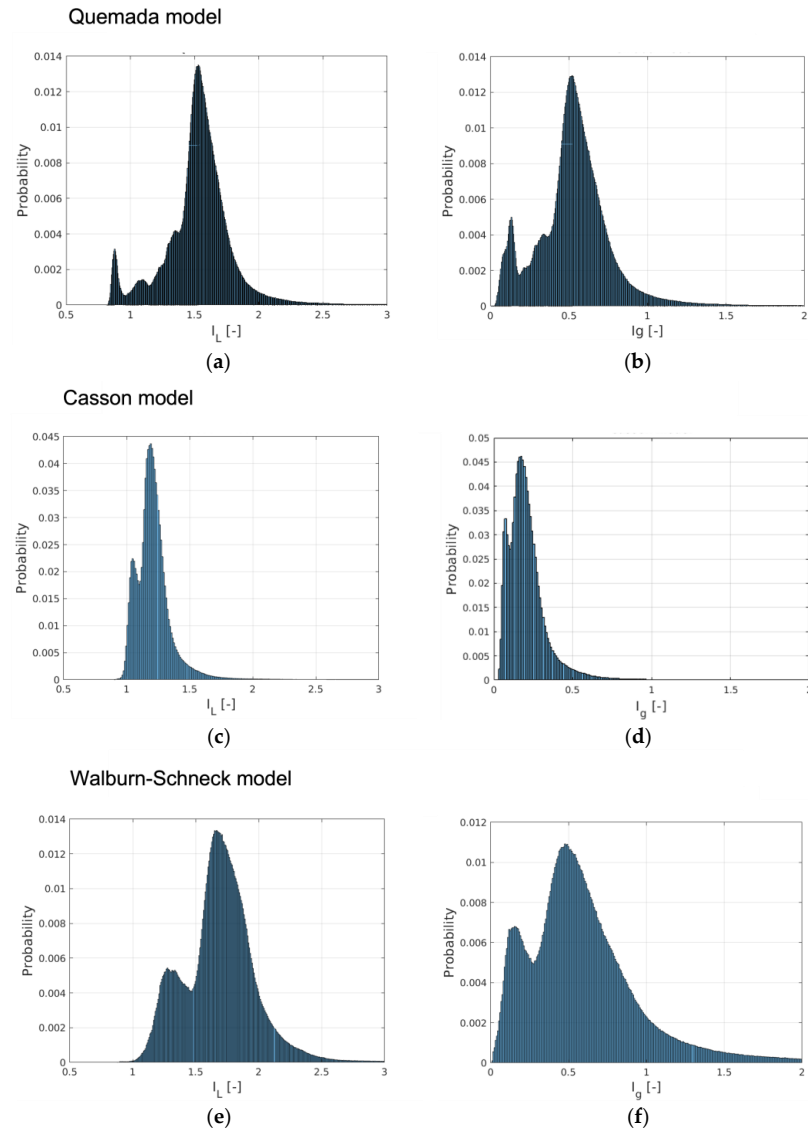 Quemada model
0.014
0.012
0.01
0.008
0.006
0.004
0.002
0
Probability
0.5 1 1.5 2 2.5 3
I_L [-]
(a)
0.014
0.012
0.01
0.008
0.006
0.004
0.002
0
Probability
0 0.5 1 1.5 2
Ig [-]
(b)
Casson model
0.045
0.04
0.035
0.03
0.025
0.02
0.015
0.01
0.005
0
Probability
0.5 1 1.5 2 2.5 3
I_L [-]
(c)
0.05
0.045
0.04
0.035
0.03
0.025
0.02
0.015
0.01
0.005
0
Probability
0 0.5 1 1.5 2
I_g [-]
(d)
Walburn-Schneck model
0.014
0.012
0.01
0.008
0.006
0.004
0.002
0
Probability
0.5 1 1.5 2 2.5 3
I_L [-]
(e)
0.012
0.01
0.008
0.006
0.004
0.002
0
Probability
0 0.5 1 1.5 2
I_g [-]
(f)